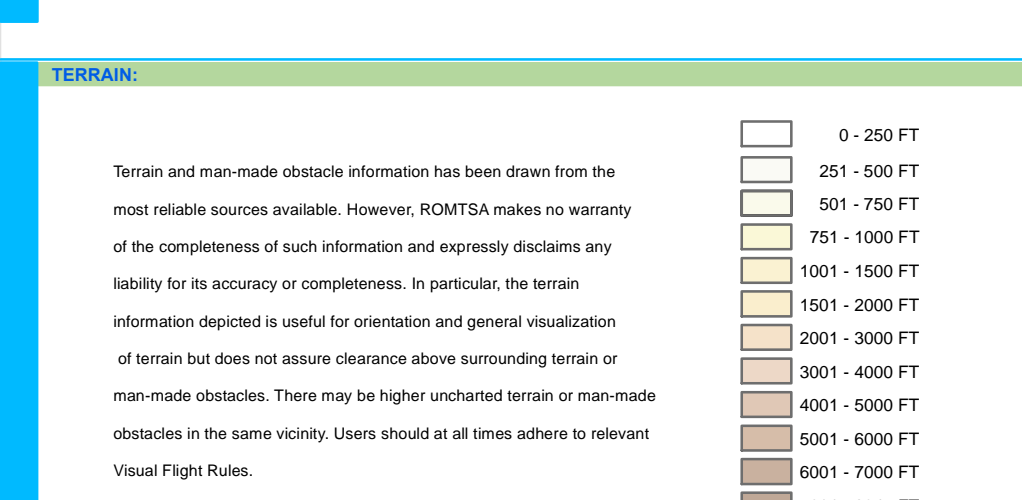 TERRAIN:
Terrain and man-made obstacle information has been drawn from the
most reliable sources available. However, ROMTSA makes no warranty
of the completeness of such information and expressly disclaims any
liability for its accuracy or completeness. In particular, the terrain
information depicted is useful for orientation and general visualization
of terrain but does not assure clearance above surrounding terrain or
man-made obstacles. There may be higher uncharted terrain or man-made
obstacles in the same vicinity. Users should at all times adhere to relevant
Visual Flight Rules.
0 - 250 FT
251 - 500 FT
501 - 750 FT
751 - 1000 FT
1001 - 1500 FT
1501 - 2000 FT
2001 - 3000 FT
3001 - 4000 FT
4001 - 5000 FT
5001 - 6000 FT
6001 - 7000 FT